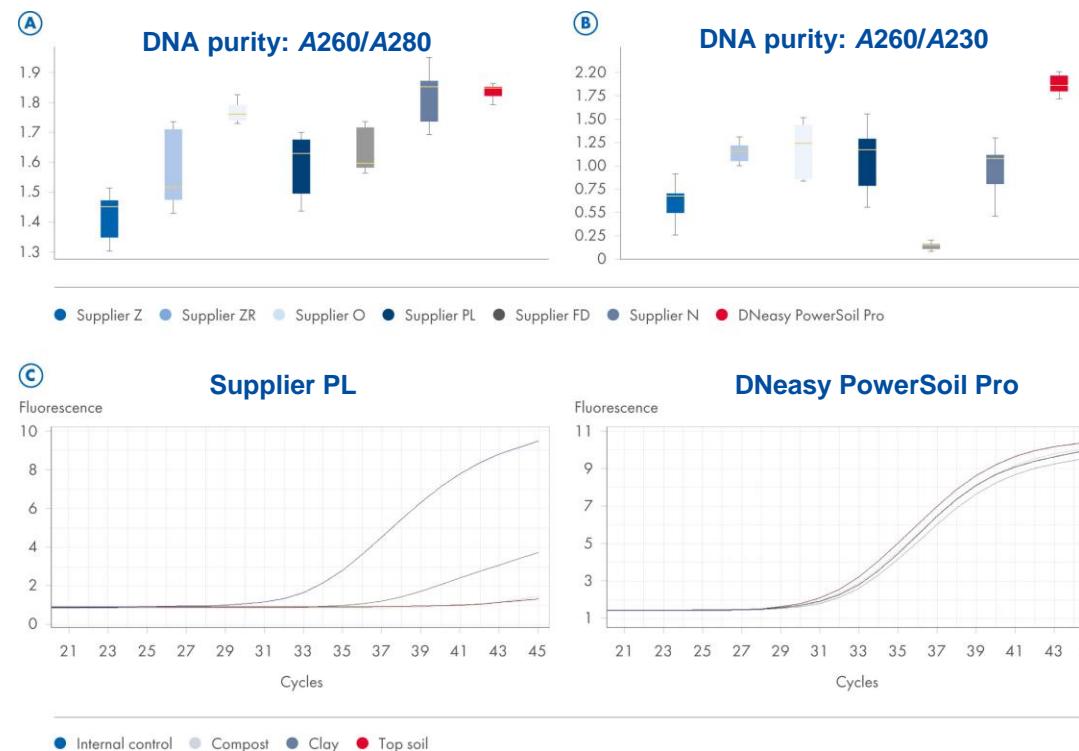 A
DNA purity: A260/A280
1.9
1.8
1.7
1.6
1.5
1.4
1.3
B
DNA purity: A260/A230
2.20
1.75
1.50
1.25
1.00
0.75
0.55
0.25
0
Supplier Z Supplier ZR Supplier O Supplier PL Supplier FD Supplier N DNeasy PowerSoil Pro
C
Supplier PL
Fluorescence
10
8
6
4
2
0
21 23 25 27 29 31 33 35 37 39 41 43 45
Cycles
DNeasy PowerSoil Pro
Fluorescence
11
9
7
5
3
1
21 23 25 27 29 31 33 35 37 39 41 43
Cycles
Internal control Compost Clay Top soil